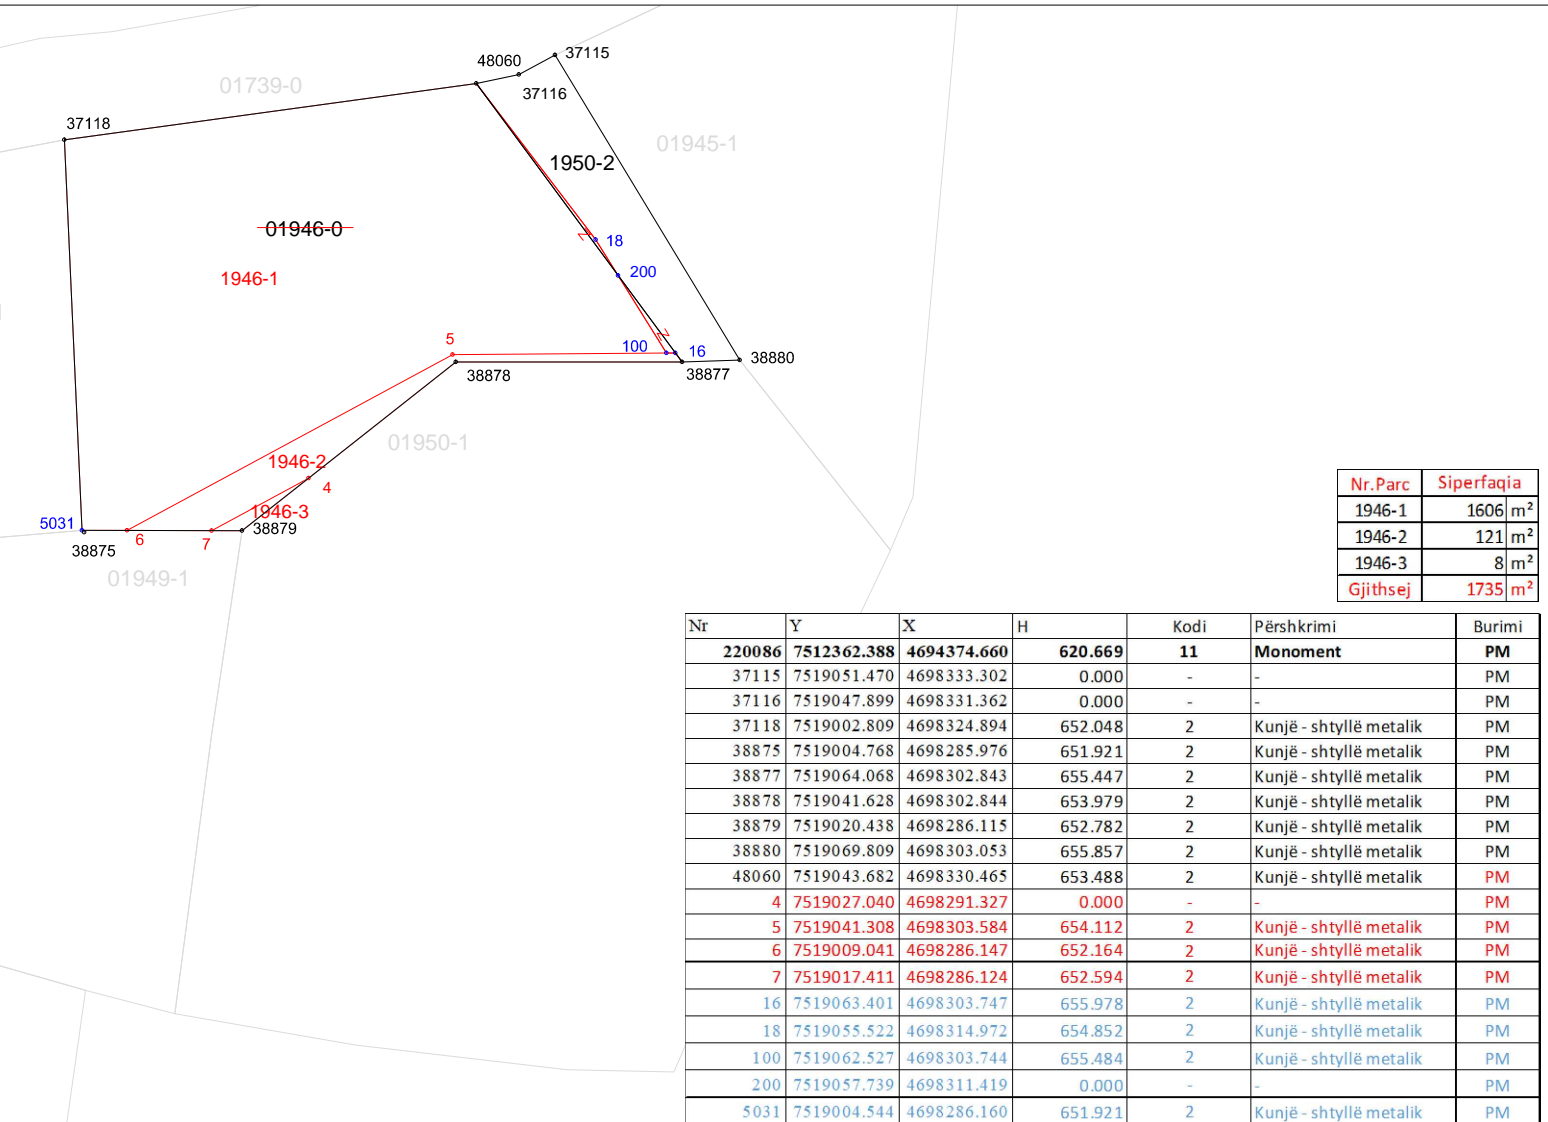 37115
48060
37116
01739-0
37118
01945-1
1950-2
01946-0
18
1946-1
200
5
100
16
38880
38878
38877
01950-1
1946-2
4
1946-3
5031
38879
6
7
38875
01949-1
Nr.Parc Siperfaqia
1946-1 1606 m²
1946-2 121 m²
1946-3 8 m²
Gjithsej 1735 m²
Nr Y X H Kodi Përshkrimi Burimi
220086 7512362.388 4694374.660 620.669 11 Monoment PM
37115 7519051.470 4698333.302 0.000 - - PM
37116 7519047.899 4698331.362 0.000 - - PM
37118 7519002.809 4698324.894 652.048 2 Kunjë - shtyllë metalik PM
38875 7519004.768 4698285.976 651.921 2 Kunjë - shtyllë metalik PM
38877 7519064.068 4698302.843 655.447 2 Kunjë - shtyllë metalik PM
38878 7519041.628 4698302.844 653.979 2 Kunjë - shtyllë metalik PM
38879 7519020.438 4698286.115 652.782 2 Kunjë - shtyllë metalik PM
38880 7519069.809 4698303.053 655.857 2 Kunjë - shtyllë metalik PM
48060 7519043.682 4698330.465 653.488 2 Kunjë - shtyllë metalik PM
4 7519027.040 4698291.327 0.000 - - PM
5 7519041.308 4698303.584 654.112 2 Kunjë - shtyllë metalik PM
6 7519009.041 4698286.147 652.164 2 Kunjë - shtyllë metalik PM
7 7519017.411 4698286.124 652.594 2 Kunjë - shtyllë metalik PM
16 7519063.401 4698303.747 655.978 2 Kunjë - shtyllë metalik PM
18 7519055.522 4698314.972 654.852 2 Kunjë - shtyllë metalik PM
100 7519062.527 4698303.744 655.484 2 Kunjë - shtyllë metalik PM
200 7519057.739 4698311.419 0.000 - - PM
5031 7519004.544 4698286.160 651.921 2 Kunjë - shtyllë metalik PM